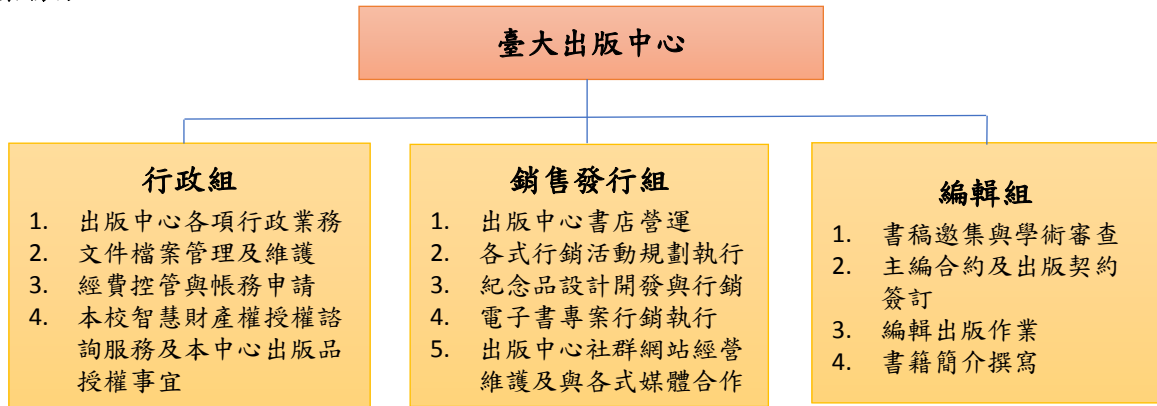 臺大出版中心
行政組
1. 出版中心各項行政業務
2. 文件檔案管理及維護
3. 經費控管與帳務申請
4. 本校智慧財產權授權諮
詢服務及本中心出版品
授權事宜
銷售發行組
1. 出版中心書店營運
2. 各式行銷活動規劃執行
3. 紀念品設計開發與行銷
4. 電子書專案行銷執行
5. 出版中心社群網站經營
維護及與各式媒體合作
編輯組
1. 書稿邀集與學術審查
2. 主編合約及出版契約
簽訂
3. 編輯出版作業
4. 書籍簡介撰寫